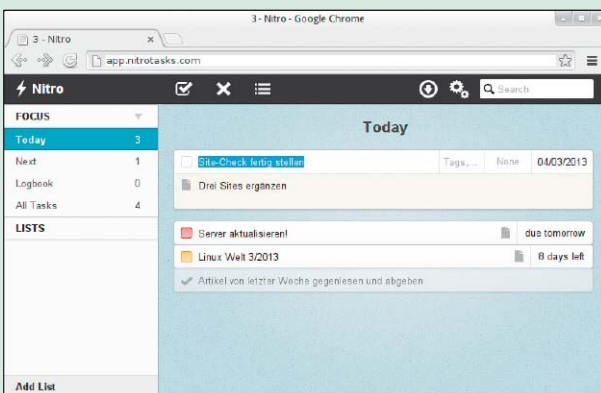 3 - Nitro - Google Chrome
3 - Nitro
app.nitrotasks.com
Nitro
Search
FOCUS
Today 3
Next 1
Logbook 0
All Tasks 4
LISTS
Add List
Today
Site-Check fertig stellen Tags,... None 04/03/2013
Drei Sites ergänzen
Server aktualisieren! due tomorrow
Linux Welt 3/2013 8 days left
Artikel von letzter Woche gegenlesen und abgeben